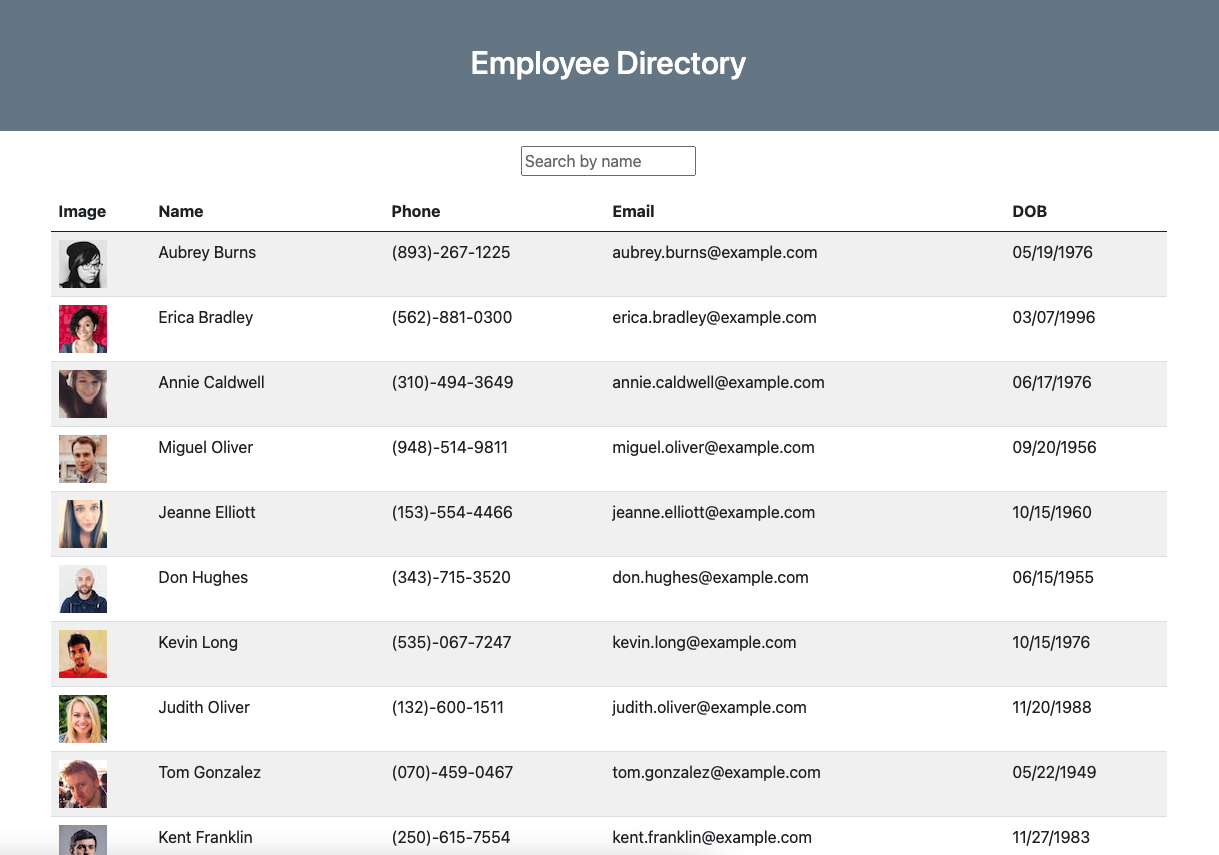 Employee Directory
Search by name
Image Name Phone Email DOB
Aubrey Burns (893)-267-1225 aubrey.burns@example.com 05/19/1976
Erica Bradley (562)-881-0300 erica.bradley@example.com 03/07/1996
Annie Caldwell (310)-494-3649 annie.caldwell@example.com 06/17/1976
Miguel Oliver (948)-514-9811 miguel.oliver@example.com 09/20/1956
Jeanne Elliott (153)-554-4466 jeanne.elliott@example.com 10/15/1960
Don Hughes (343)-715-3520 don.hughes@example.com 06/15/1955
Kevin Long (535)-067-7247 kevin.long@example.com 10/15/1976
Judith Oliver (132)-600-1511 judith.oliver@example.com 11/20/1988
Tom Gonzalez (070)-459-0467 tom.gonzalez@example.com 05/22/1949
Kent Franklin (250)-615-7554 kent.franklin@example.com 11/27/1983